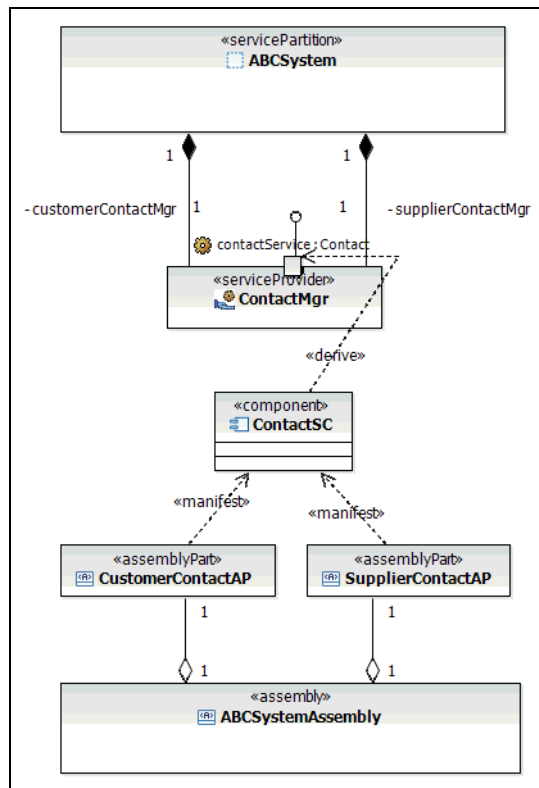 «servicePartition»
ABCSystem
1
1
-customerContactMgr
1
1
-supplierContactMgr
contactService : Contact
«serviceProvider»
ContactMgr
«derive»
«component»
ContactSC
«manifest»
«manifest»
«assemblyPart»
CustomerContactAP
«assemblyPart»
SupplierContactAP
1
1
1
1
«assembly»
ABCSystemAssembly